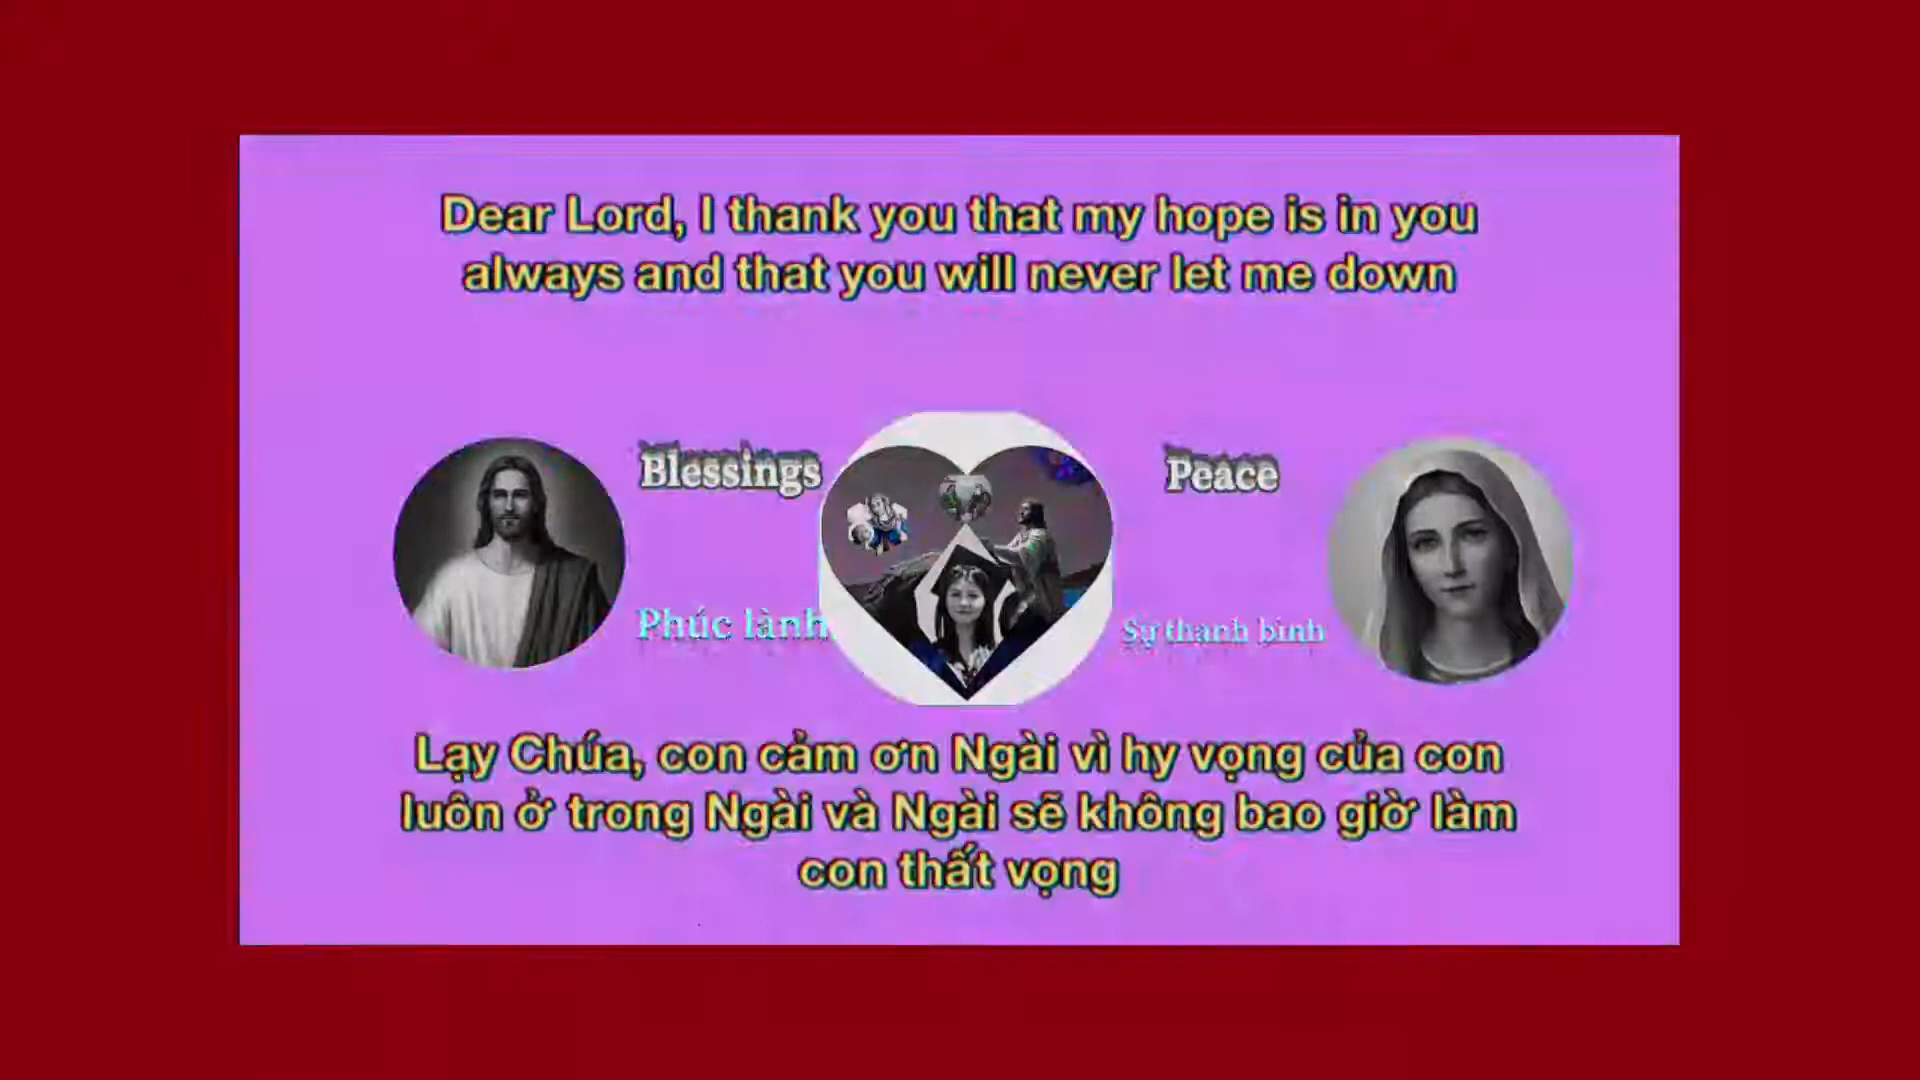 Dear Lord, I thank you that my hope is in you
always and that you will never let me down
Blessings
Peace
Phúc lành
Sự thanh bình
Lạy Chúa, con cảm ơn Ngài vì hy vọng của con
luôn ở trong Ngài và Ngài sẽ không bao giờ làm
con thất vọng